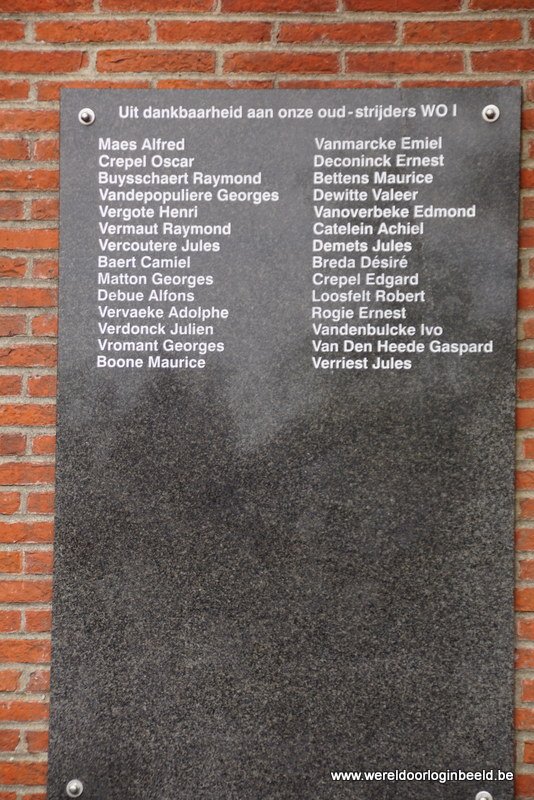 Uit dankbaarheid aan onze oud-strijders WO I
Maes Alfred
Crepel Oscar
Buysschaert Raymond
Vandepopuliere Georges
Vergote Henri
Vermaut Raymond
Vercoutere Jules
Baert Camiel
Matton Georges
Debue Alfons
Vervaeke Adolphe
Verdonck Julien
Vromant Georges
Boone Maurice
Vanmarcke Emiel
Deconinck Ernest
Bettens Maurice
Dewitte Valeer
Vanoverbeke Edmond
Catelein Achiel
Demets Jules
Breda Désiré
Crepel Edgard
Loosfelt Robert
Rogie Ernest
Vandenbulcke Ivo
Van Den Heede Gaspard
Verriest Jules
www.wereldoorloginbeeld.be